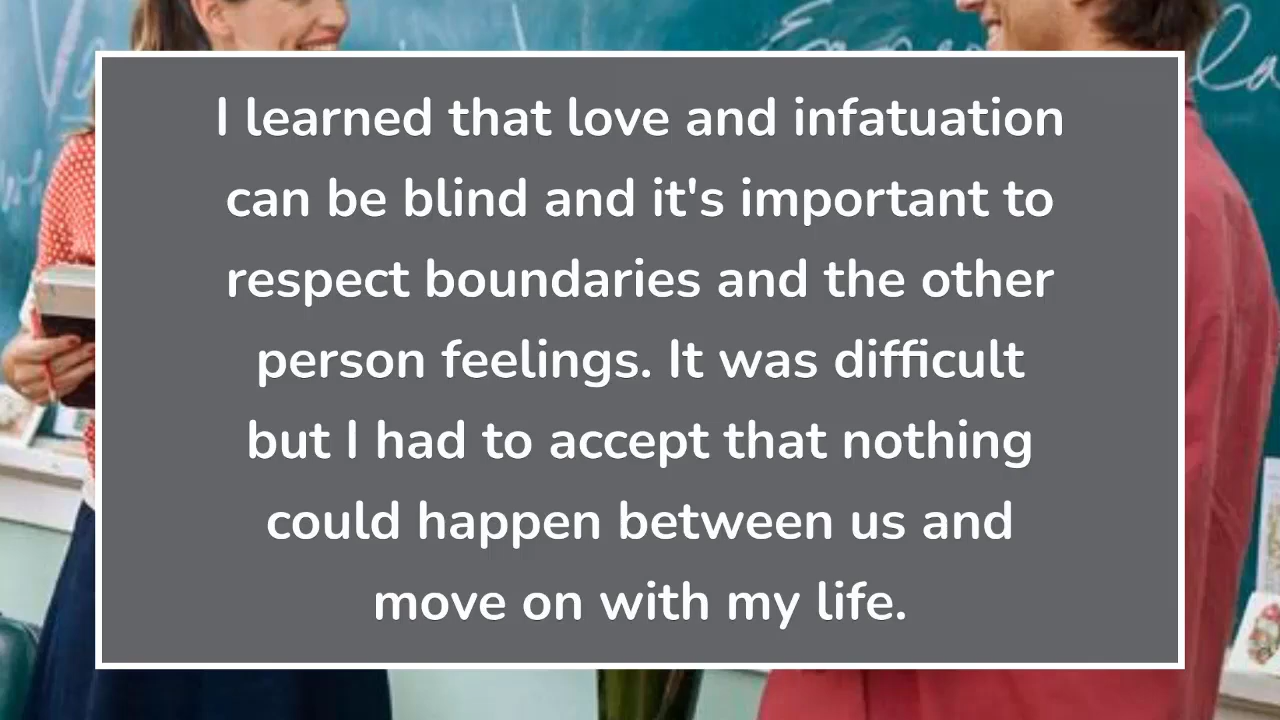 I learned that love and infatuation
can be blind and it's important to
respect boundaries and the other
person feelings. It was difficult
but I had to accept that nothing
could happen between us and
move on with my life.